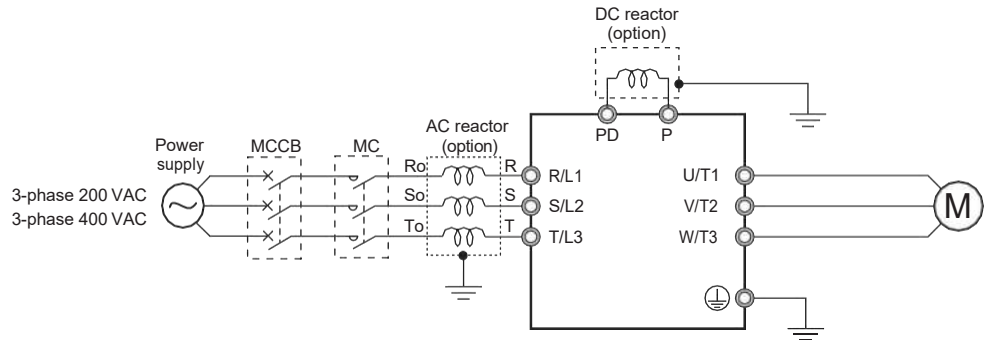 DC reactor
(option)
PD
P
AC reactor
(option)
Power
supply
MCCB
MC
3-phase 200 VAC
3-phase 400 VAC
Ro
R
R/L1
U/T1
So
S
S/L2
V/T2
To
T
T/L3
W/T3
M